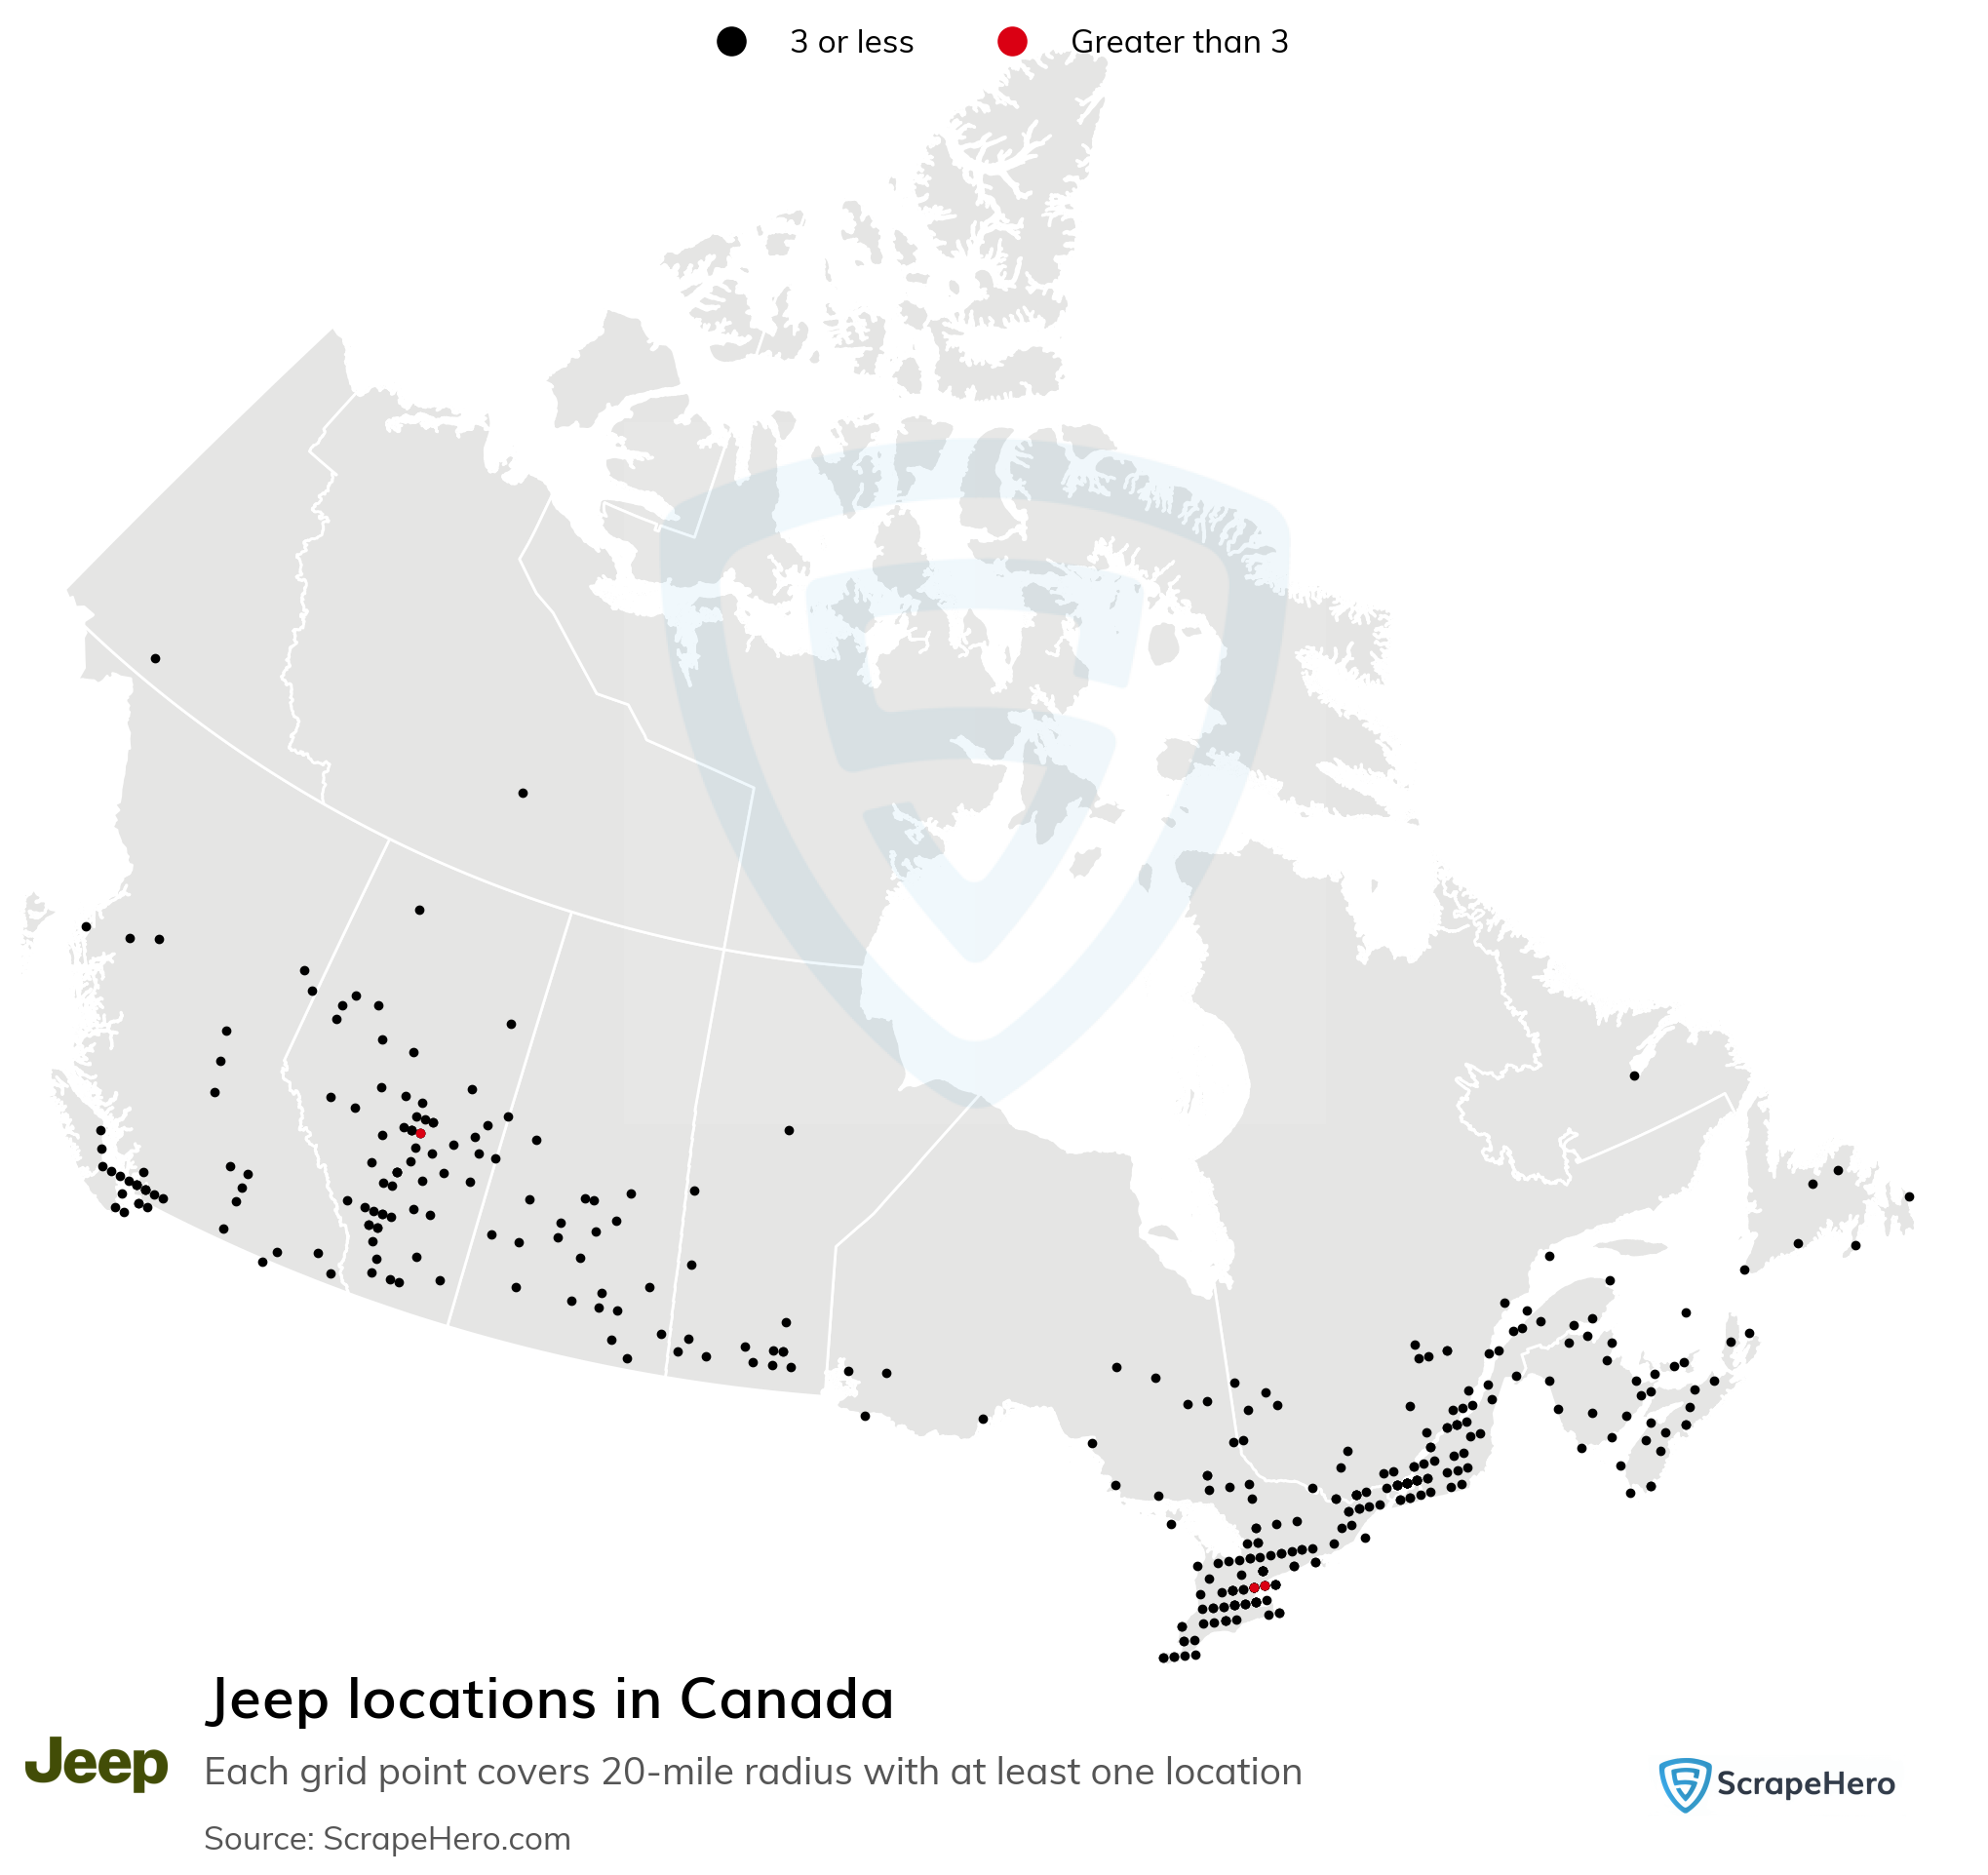 3 or less
Greater than 3
Jeep locations in Canada
Jeep
Each grid point covers 20-mile radius with at least one location
ScrapeHero
Source: ScrapeHero.com